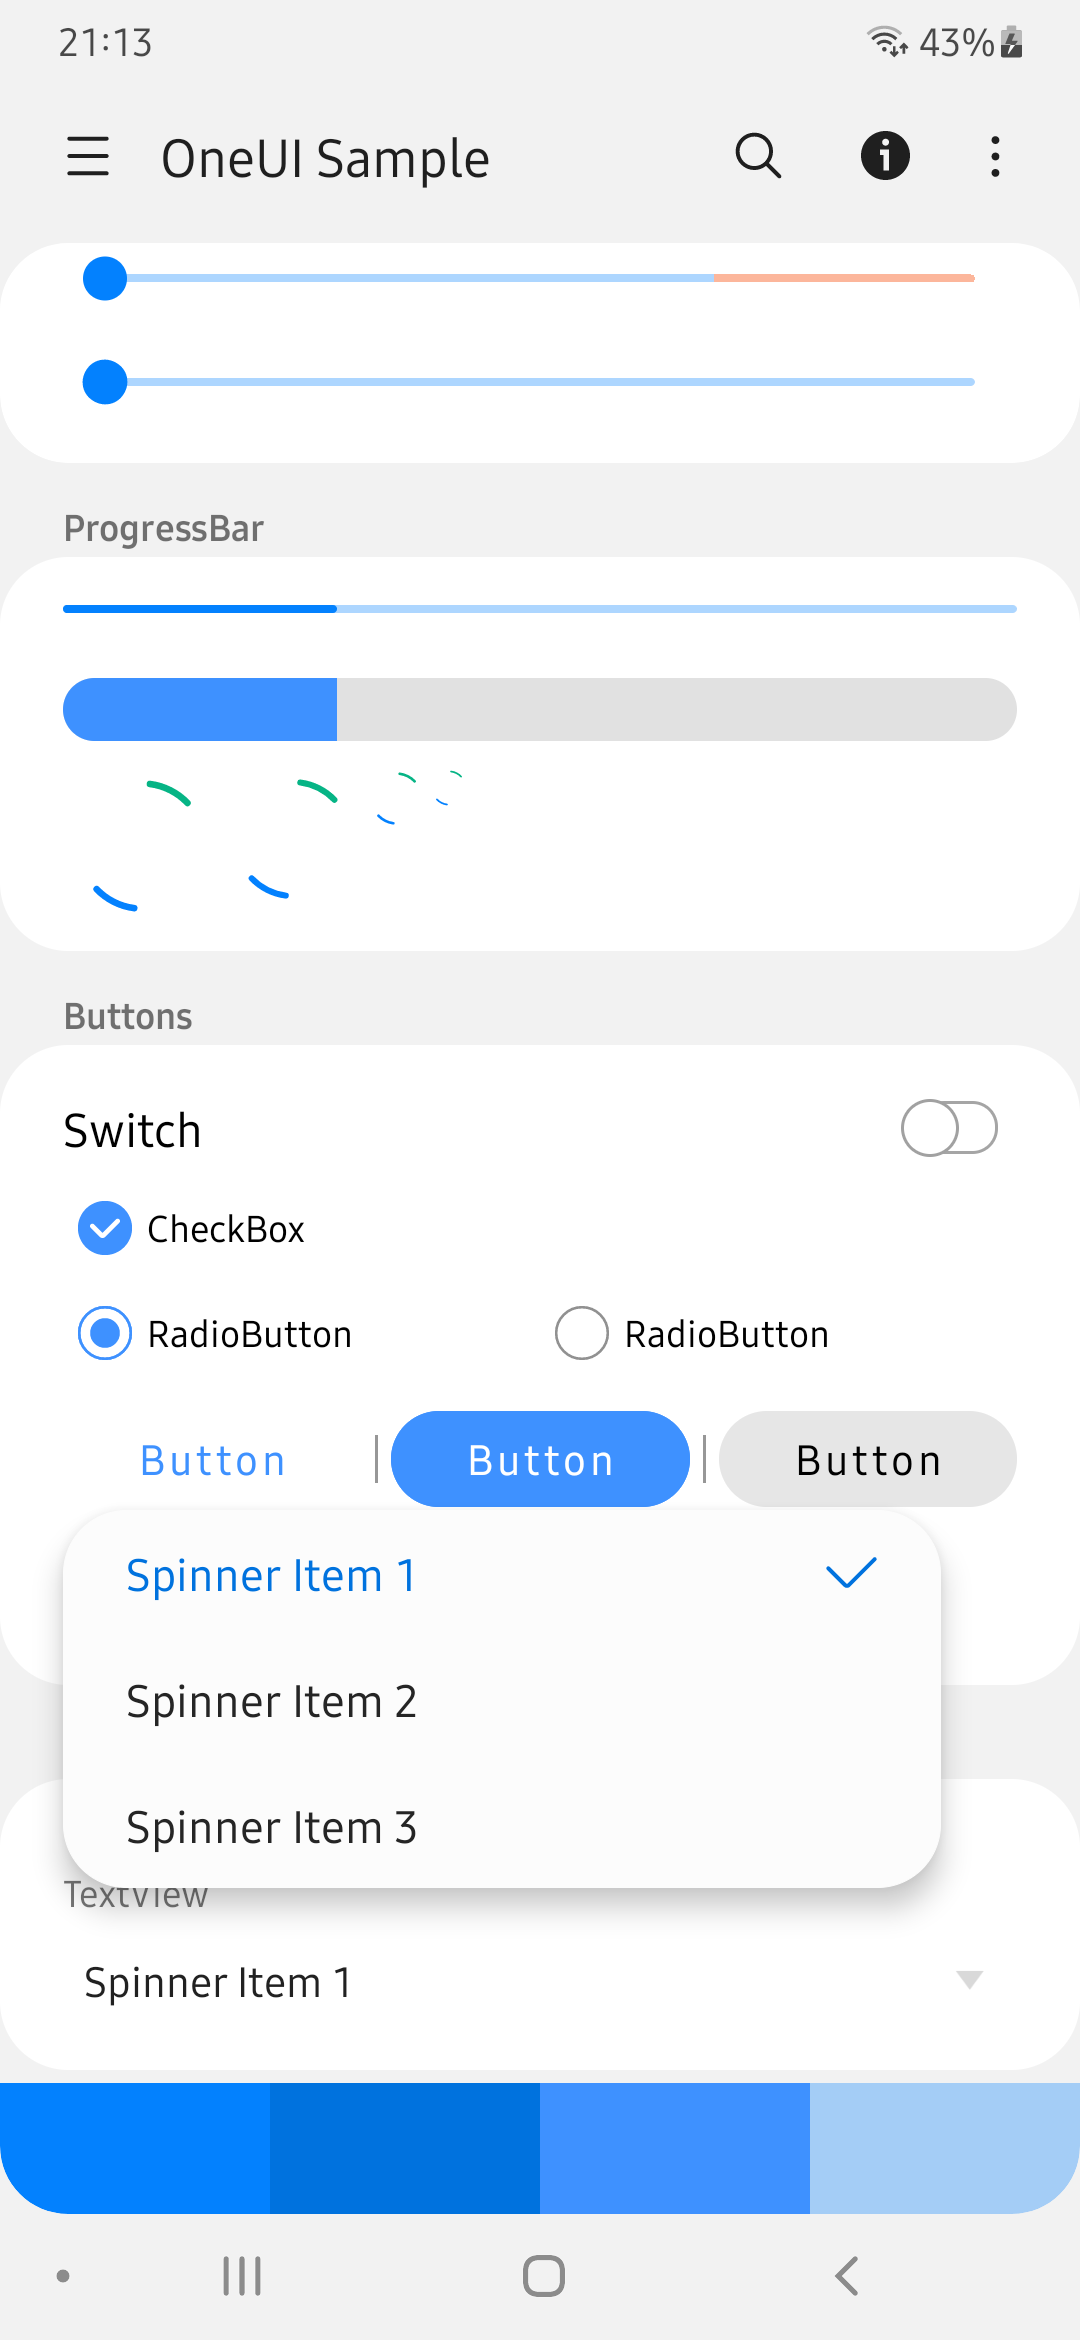 21:13 43%
OneUI Sample
ProgressBar
Buttons
Switch
CheckBox
RadioButton RadioButton
Button Button Button
Spinner Item 1
Spinner Item 2
Spinner Item 3
TextView
Spinner Item 1